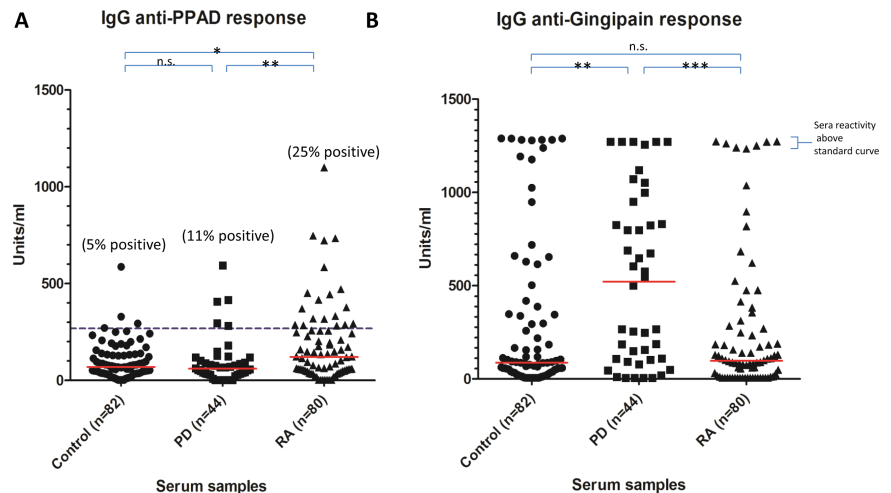 A
IgG anti-PPAD response
*
n.s.
**
1500
1000
500
0
Units/ml
(5% positive)
(11% positive)
(25% positive)
Control (n=82)
PD (n=44)
RA (n=80)
Serum samples
B
IgG anti-Gingipain response
n.s.
**
***
1500
1000
500
0
Units/ml
Sera reactivity
above
standard curve
Control (n=82)
PD (n=44)
RA (n=80)
Serum samples